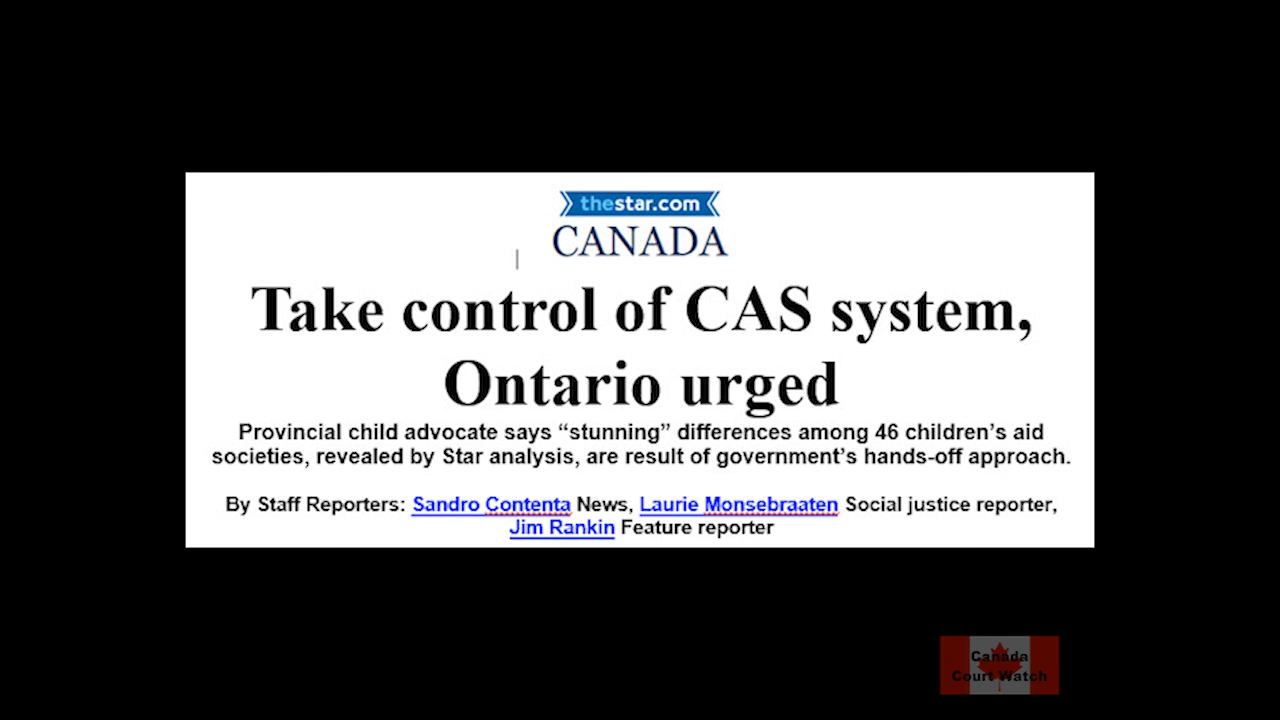 thestar.com
CANADA
Take control of CAS system,
Ontario urged
Provincial child advocate says “stunning” differences among 46 children’s aid
societies, revealed by Star analysis, are result of government’s hands-off approach.
By Staff Reporters: Sandro Contenta News, Laurie Monsebraaten Social justice reporter,
Jim Rankin Feature reporter
Canada
Court Watch